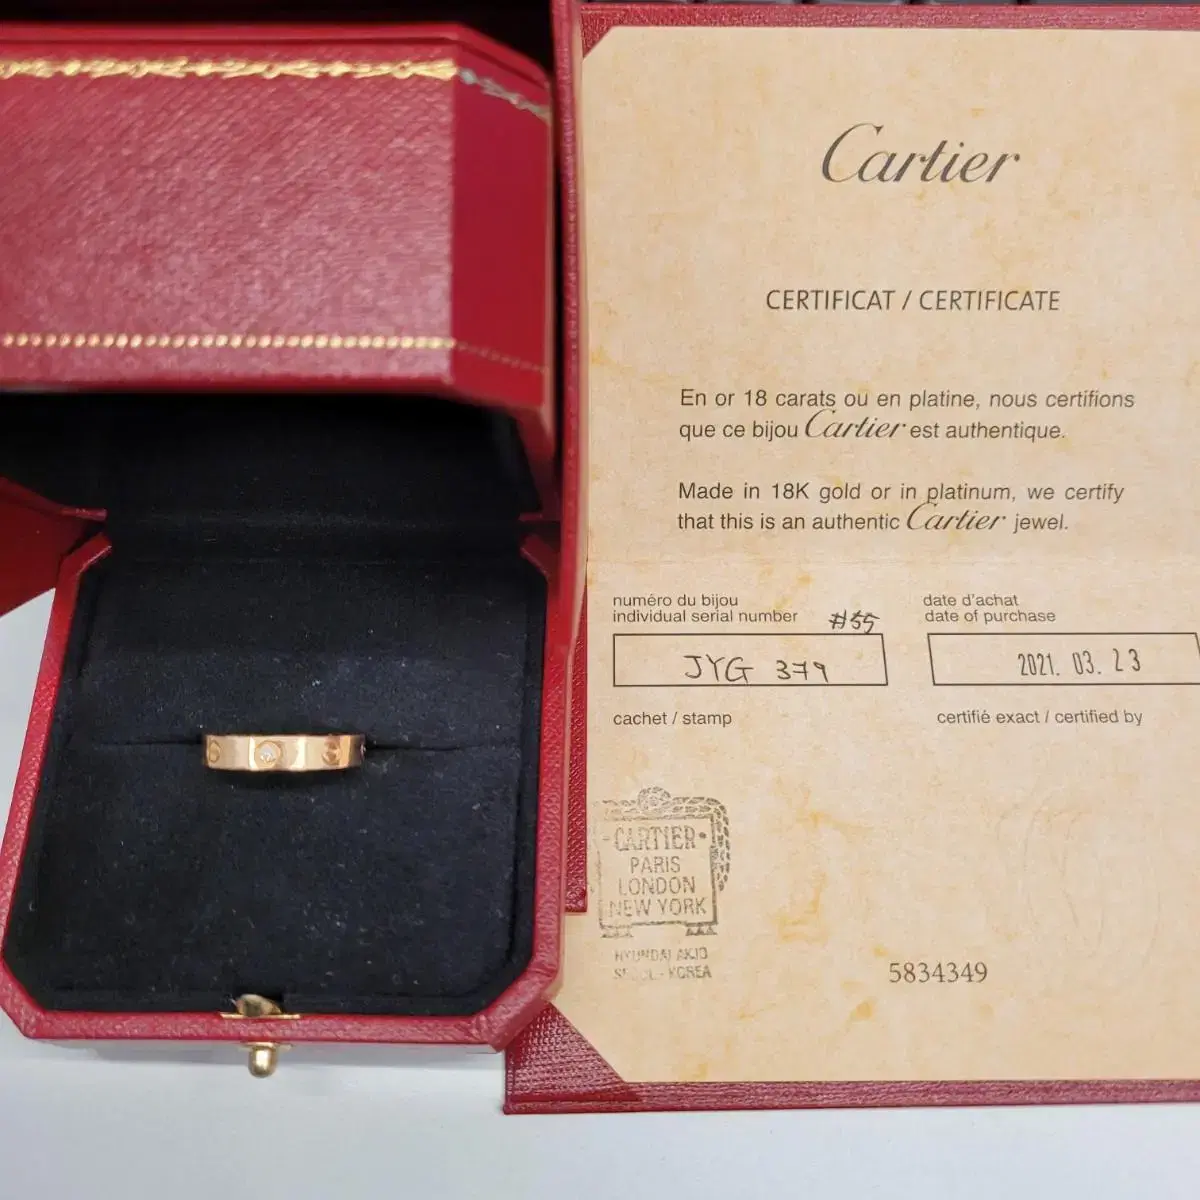 Cartier
CERTIFICAT / CERTIFICATE
En or 18 carats ou en platine, nous certifions
que ce bijou Cartier est authentique.
Made in 18K gold or in platinum, we certify
that this is an authentic Cartier jewel.
numéro du bijou
individual serial number #55
JYG 379
date d'achat
date of purchase
2021. 03. 23
cachet / stamp
certifié exact / certified by
CARTIER
PARIS
LONDON
NEW YORK
HYUNDAI
SEOUL - KOREA
5834349